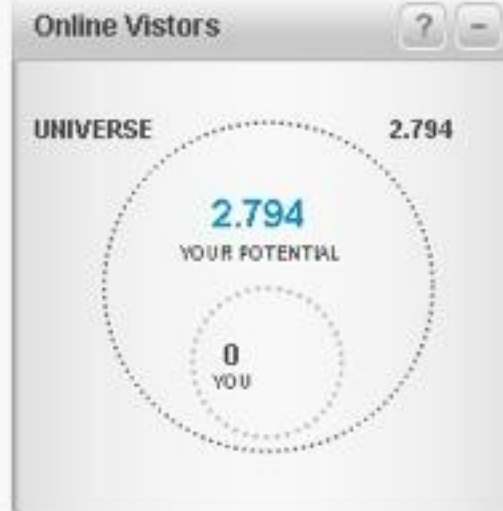 Online Vistors
?
-
UNIVERSE 2.794
2.794
YOUR POTENTIAL
0
YOU